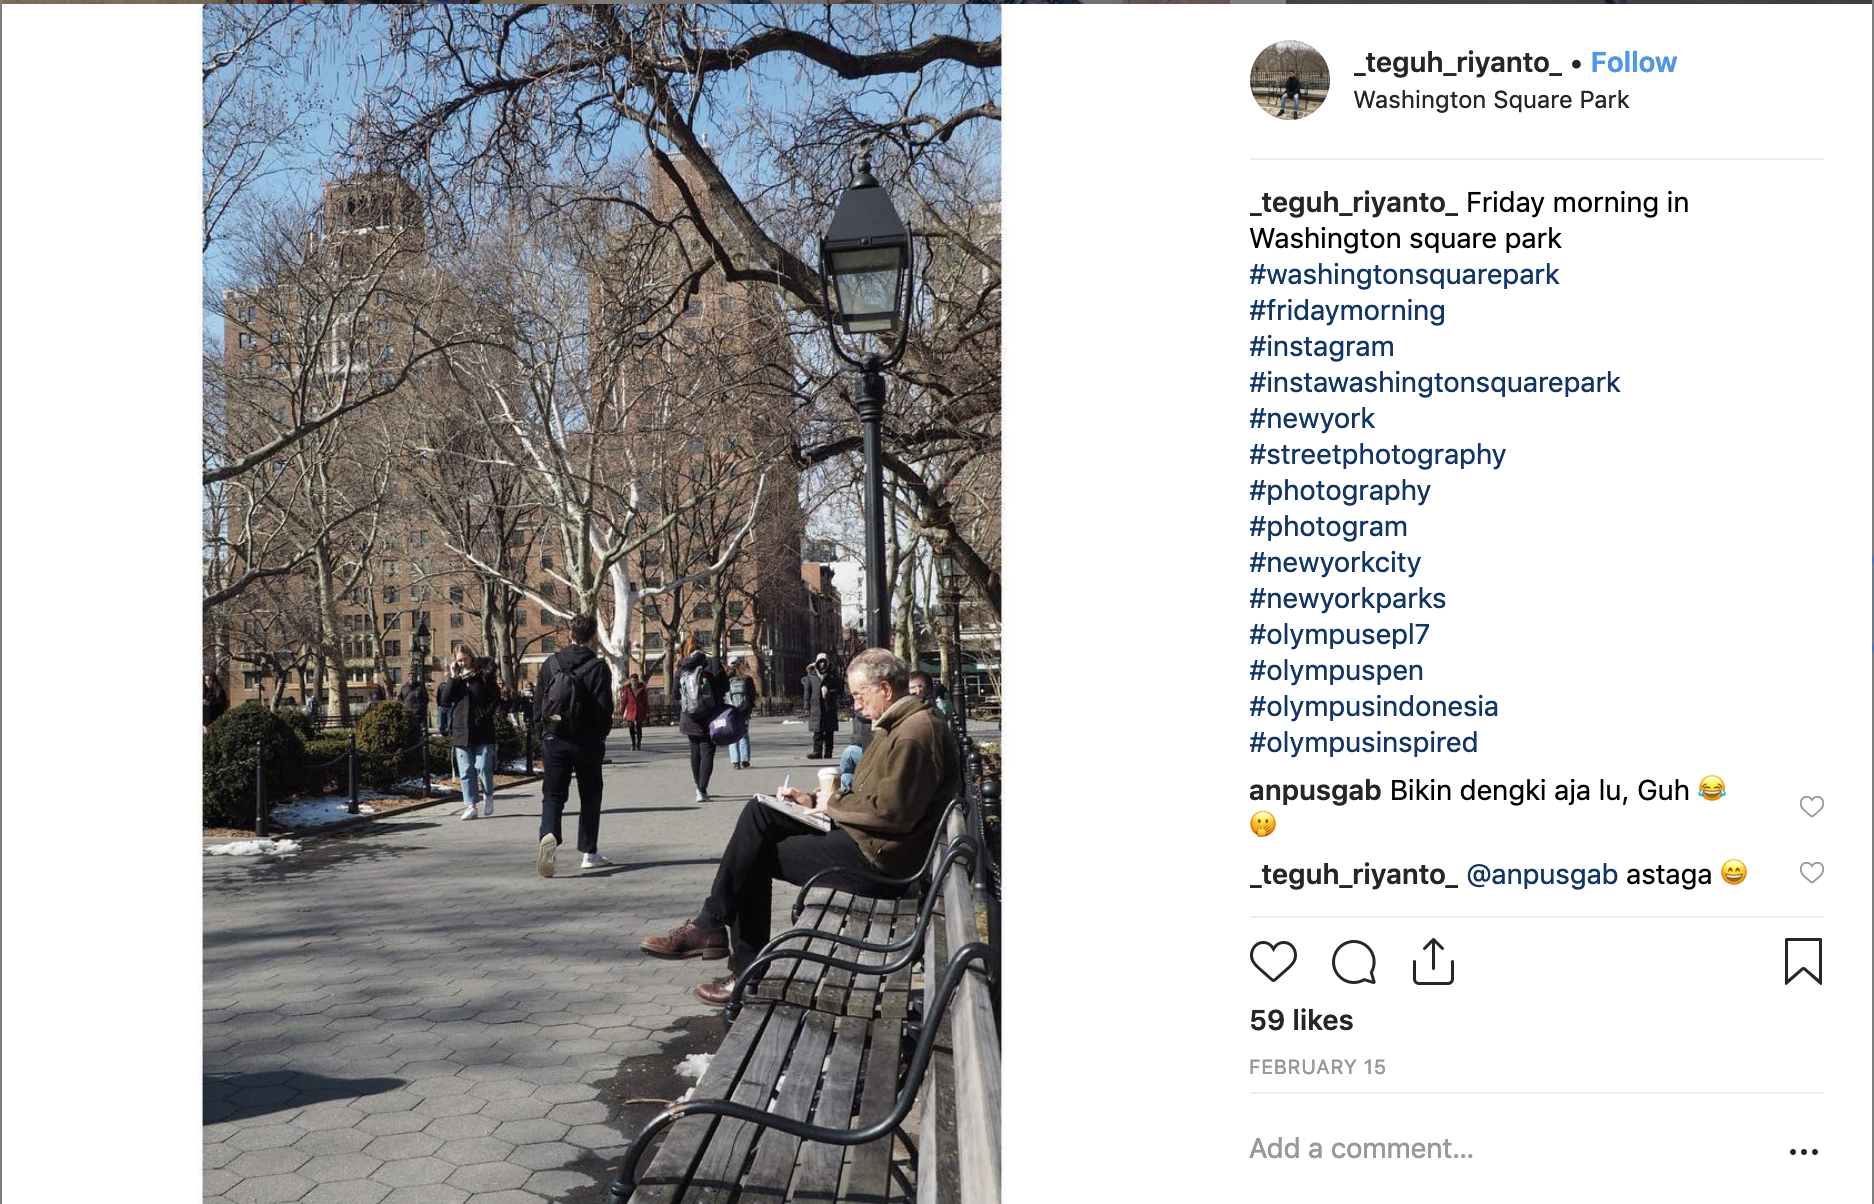 _teguh_riyanto_ • Follow
Washington Square Park
_teguh_riyanto_ Friday morning in
Washington square park
#washingtonsquarepark
#fridaymorning
#instagram
#instawashingtonsquarepark
#newyork
#streetphotography
#photography
#photogram
#newyorkcity
#newyorkparks
#olympusepl7
#olympuspen
#olympusindonesia
#olympusinspired
anpusgab Bikin dengki aja lu, Guh 😂
🤭
_teguh_riyanto_ @anpusgab astaga 😄
59 likes
FEBRUARY 15
Add a comment...